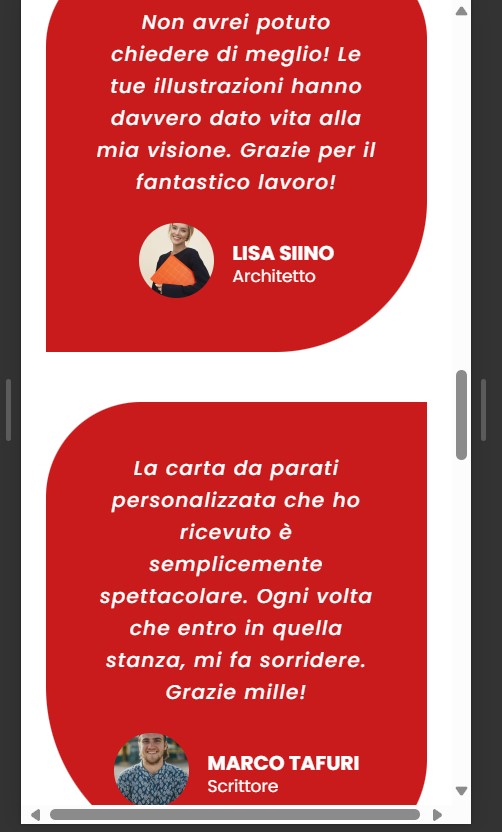 Non avrei potuto
chiedere di meglio! Le
tue illustrazioni hanno
davvero dato vita alla
mia visione. Grazie per il
fantastico lavoro!
LISA SIINO
Architetto
La carta da parati
personalizzata che ho
ricevuto è
semplicemente
spettacolare. Ogni volta
che entro in quella
stanza, mi fa sorridere.
Grazie mille!
MARCO TAFURI
Scrittore